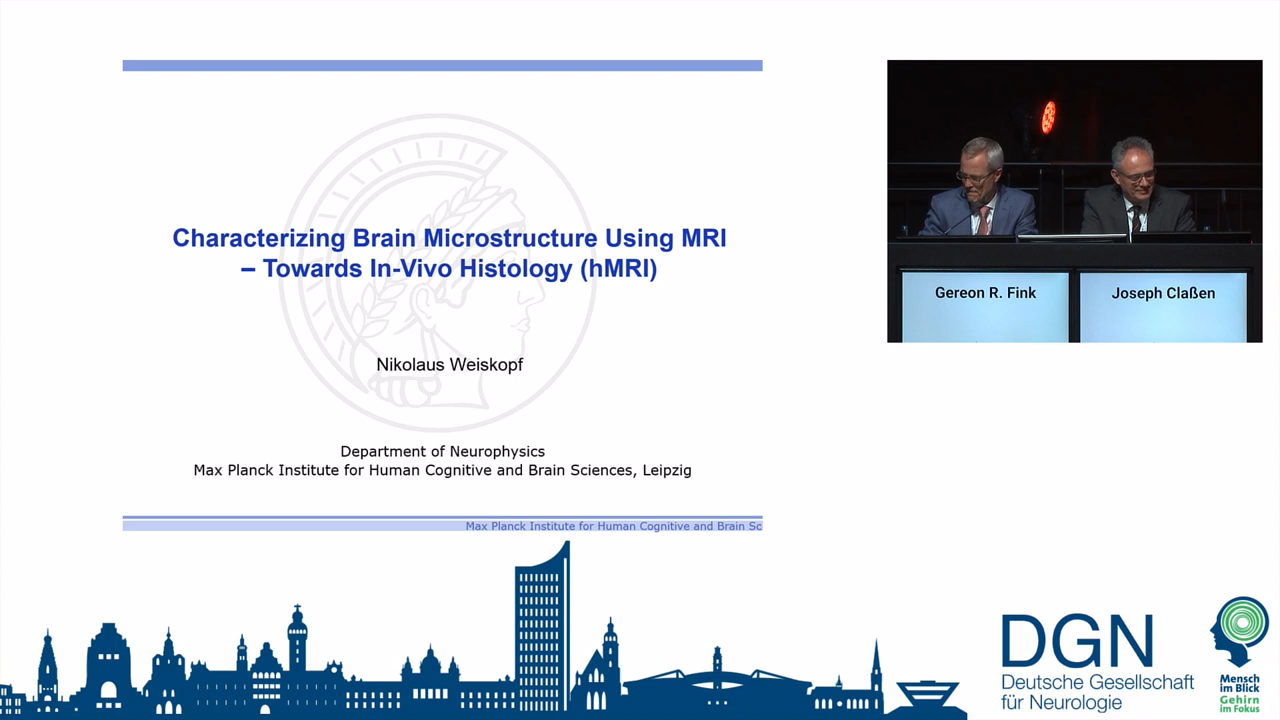 Characterizing Brain Microstructure Using MRI
– Towards In-Vivo Histology (hMRI)
Nikolaus Weiskopf
Department of Neurophysics
Max Planck Institute for Human Cognitive and Brain Sciences, Leipzig
Max Planck Institute for Human Cognitive and Brain Sc
Gereon R. Fink
Joseph Claßen
DGN
Deutsche Gesellschaft
für Neurologie
Mensch
im Blick
Gehirn
im Fokus